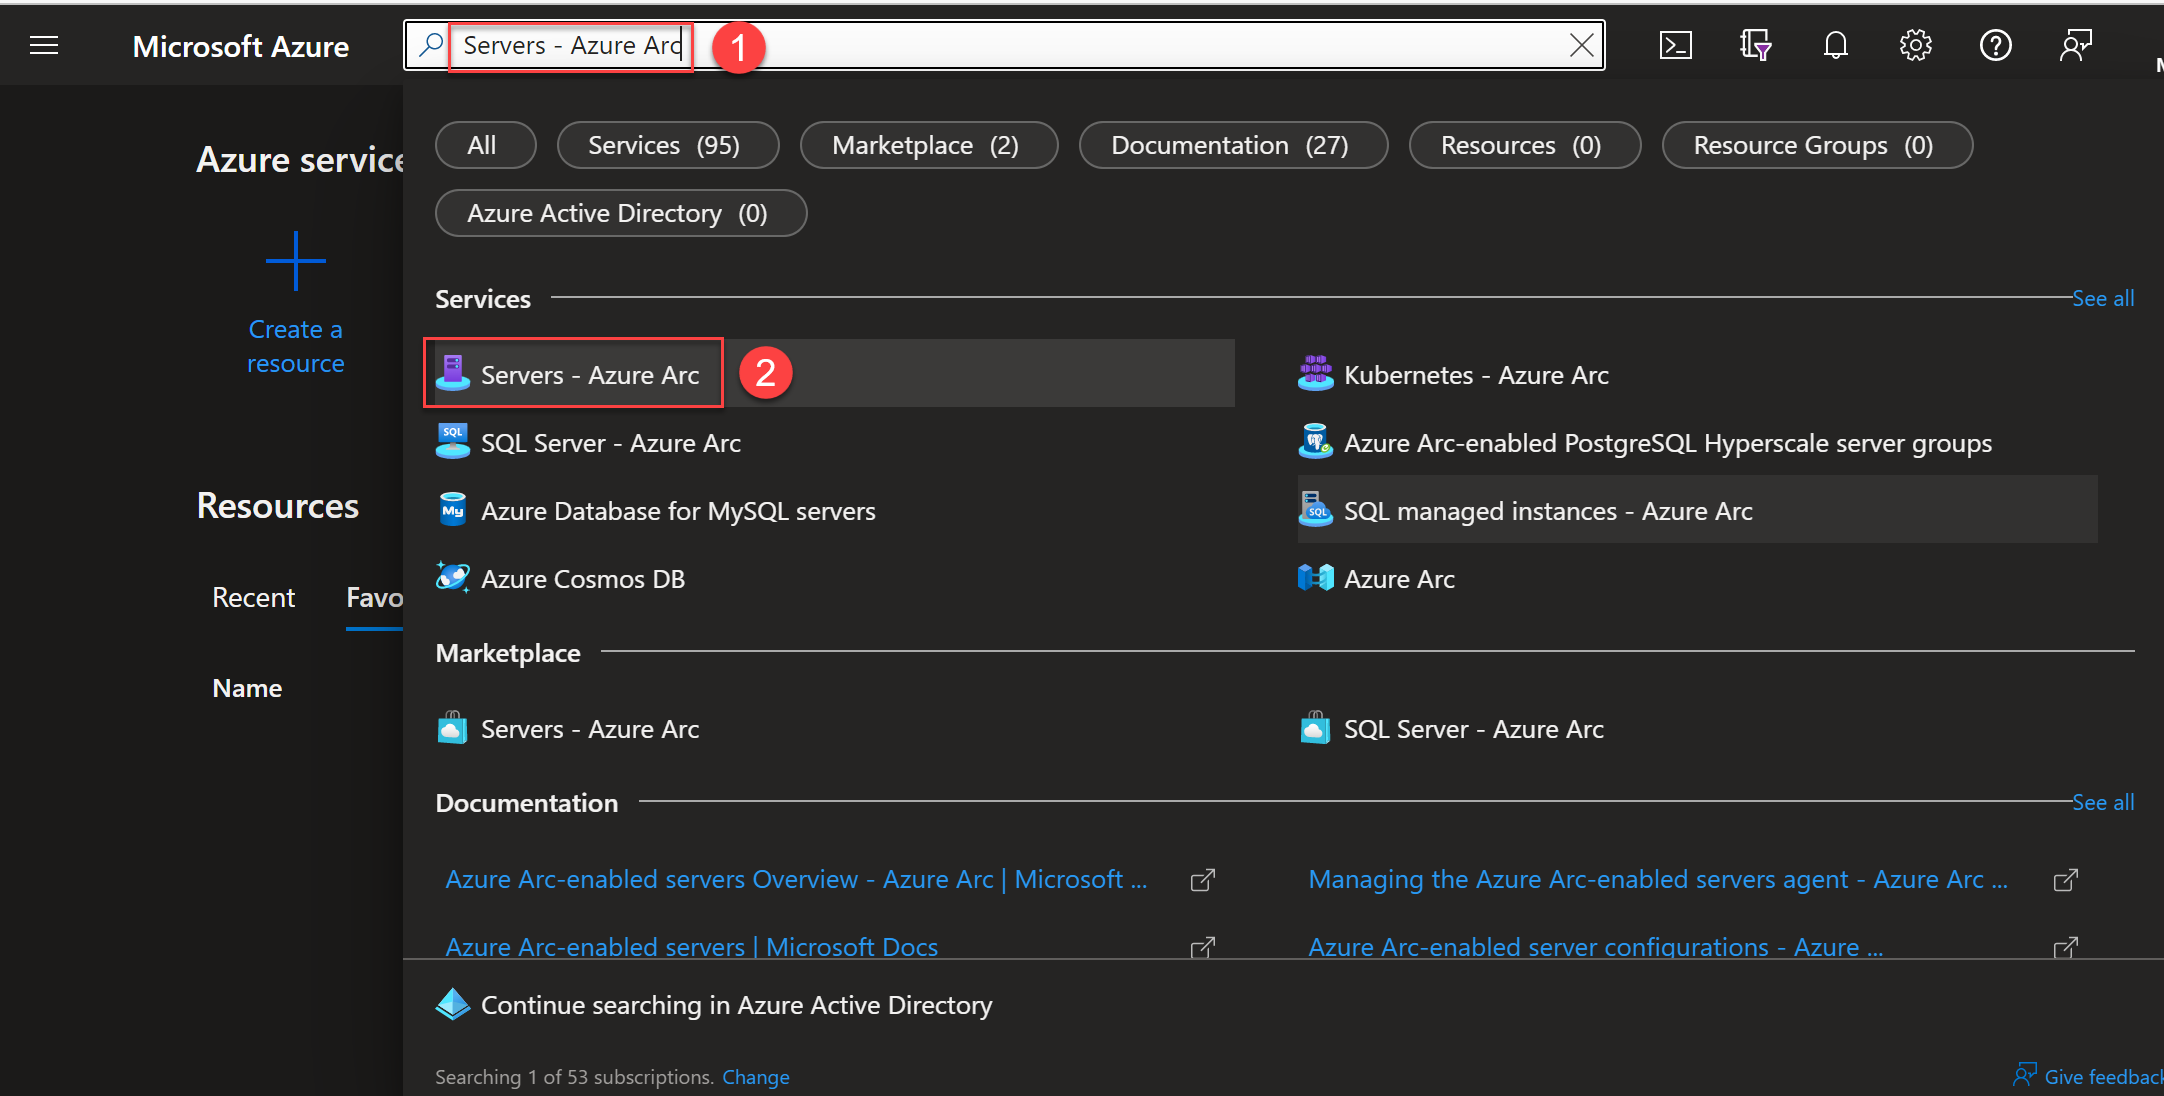 Microsoft Azure
Servers - Azure Arc
1
All
Services (95)
Marketplace (2)
Documentation (27)
Resources (0)
Resource Groups (0)
Azure Active Directory (0)
Azure service
Create a
resource
Resources
Recent
Favo
Name
Services
See all
Servers - Azure Arc
2
Kubernetes - Azure Arc
SQL
SQL Server - Azure Arc
Azure Arc-enabled PostgreSQL Hyperscale server groups
My
Azure Database for MySQL servers
SQL
SQL managed instances - Azure Arc
Azure Cosmos DB
Azure Arc
Marketplace
Servers - Azure Arc
SQL Server - Azure Arc
Documentation
See all
Azure Arc-enabled servers Overview - Azure Arc | Microsoft ...
Managing the Azure Arc-enabled servers agent - Azure Arc ...
Azure Arc-enabled servers | Microsoft Docs
Azure Arc-enabled server configurations - Azure ...
Continue searching in Azure Active Directory
Searching 1 of 53 subscriptions. Change
Give feedback